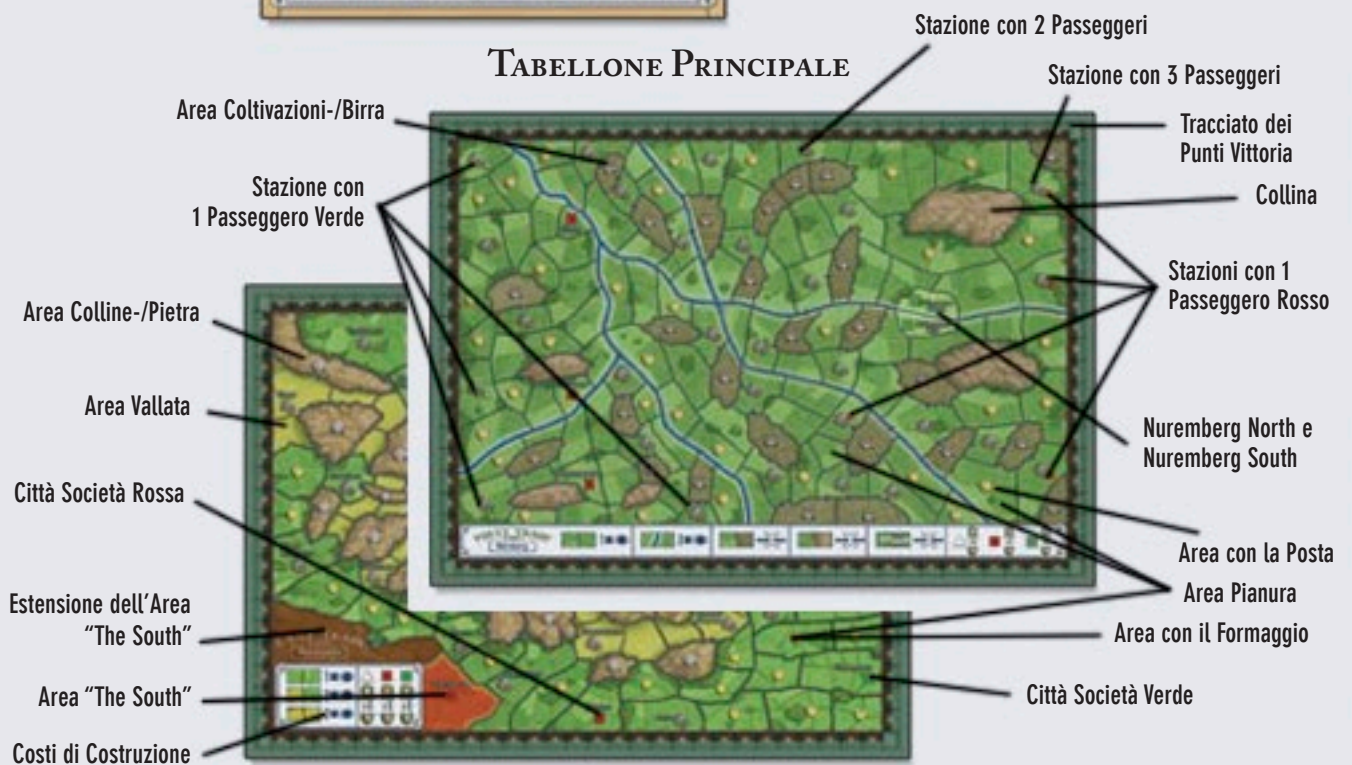 Stazione con 2 Passeggeri
TABELLONE PRINCIPALE
Stazione con 3 Passeggeri
Area Coltivazioni-/Birra
Tracciato dei
Punti Vittoria
Stazione con
1 Passeggero Verde
Collina
Stazioni con 1
Passeggero Rosso
Area Colline-/Pietra
Area Vallata
Nuremberg North e
Nuremberg South
Città Società Rossa
Area con la Posta
Area Pianura
Estensione dell'Area
"The South"
Area con il Formaggio
Area "The South"
Città Società Verde
Costi di Costruzione